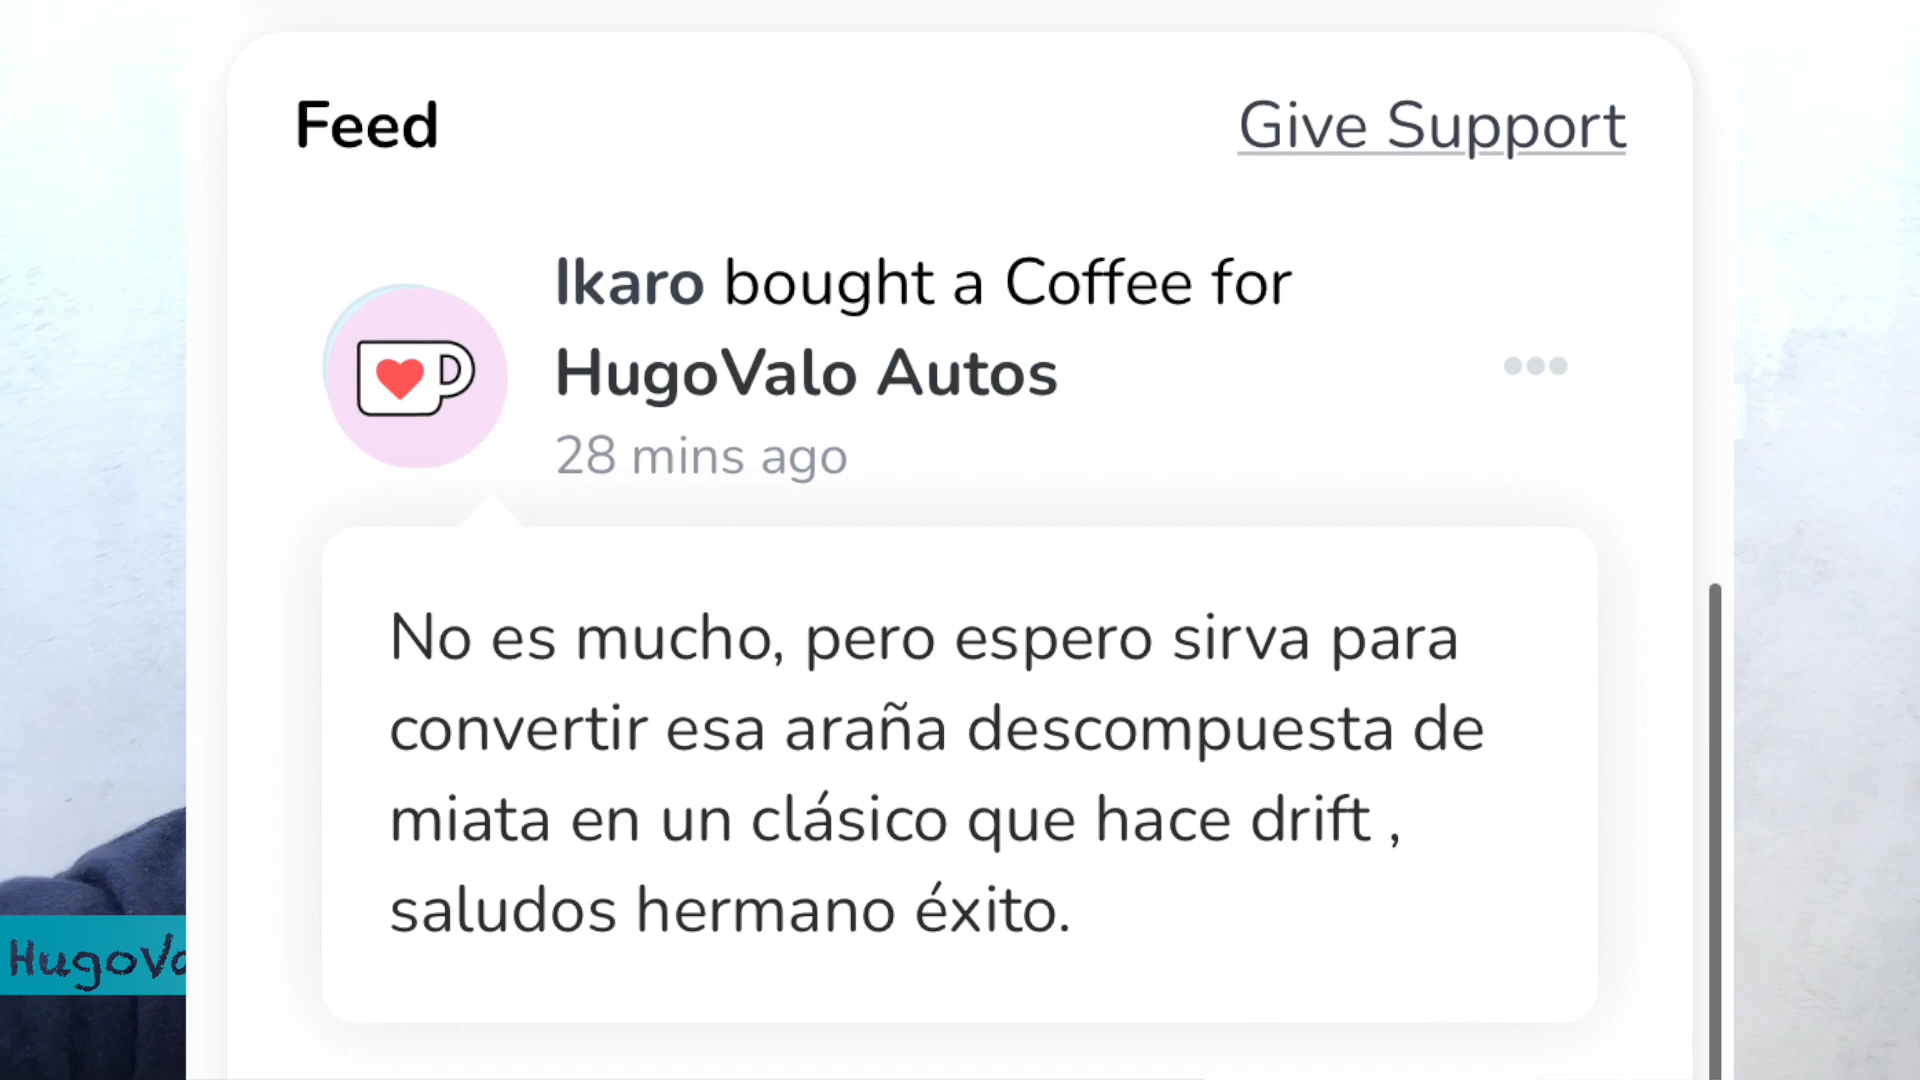 Feed
Give Support
Ikaro bought a Coffee for
HugoValo Autos
28 mins ago
No es mucho, pero espero sirva para
convertir esa araña descompuesta de
miata en un clásico que hace drift ,
saludos hermano éxito.
HugoVa